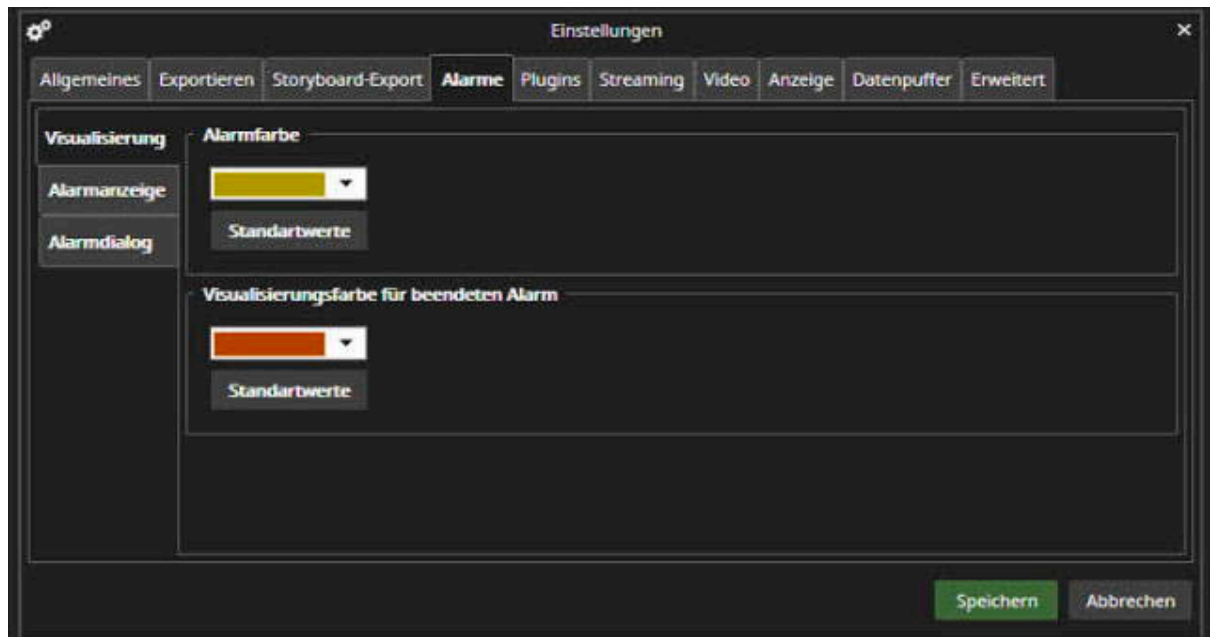 Einstellungen
Allgemeines Exportieren Storyboard-Export Alarme Plugins Streaming Video Anzeige Datenpuffer Erweitert
Visualisierung
Alarmanzeige
Alarmdialog
Alarmfarbe
Standartwerte
Visualisierungsfarbe für beendeten Alarm
Standartwerte
Speichern Abbrechen